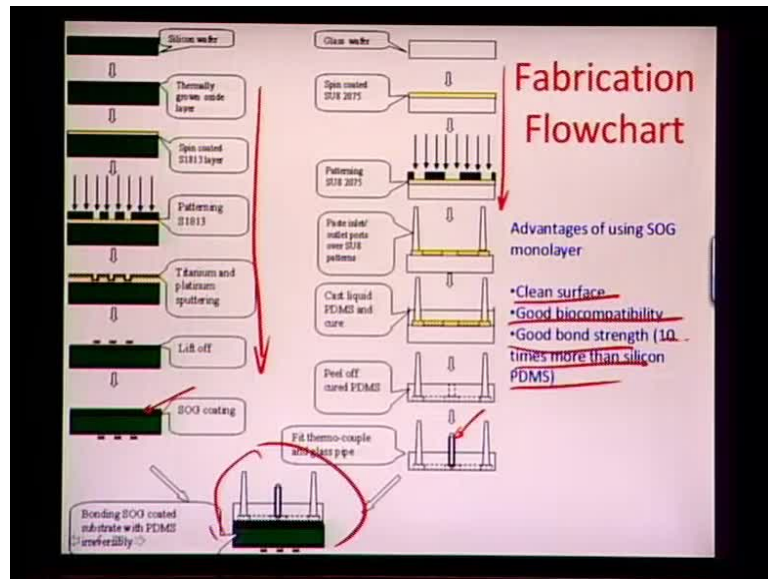 Fabrication
Flowchart
Silicon wafer
Thermally
grown oxide
layer
Spin coated
S1813 layer
Patterning
S1813
Titanium and
platinum
sputtering
Lift off
SOG coating
Glass wafer
Spin coated
SU8 2075
Patterning
SU8 2075
Paste inlet/
outlet ports
over SU8
patterns
Cast liquid
PDMS and
cure
Peel off
cured PDMS
Fit thermo-couple
and glass pipe
Bonding SOG coated
substrate with PDMS
irreversibly
Advantages of using SOG
monolayer
•Clean surface
•Good biocompatibility
•Good bond strength (10
times more than silicon
PDMS)